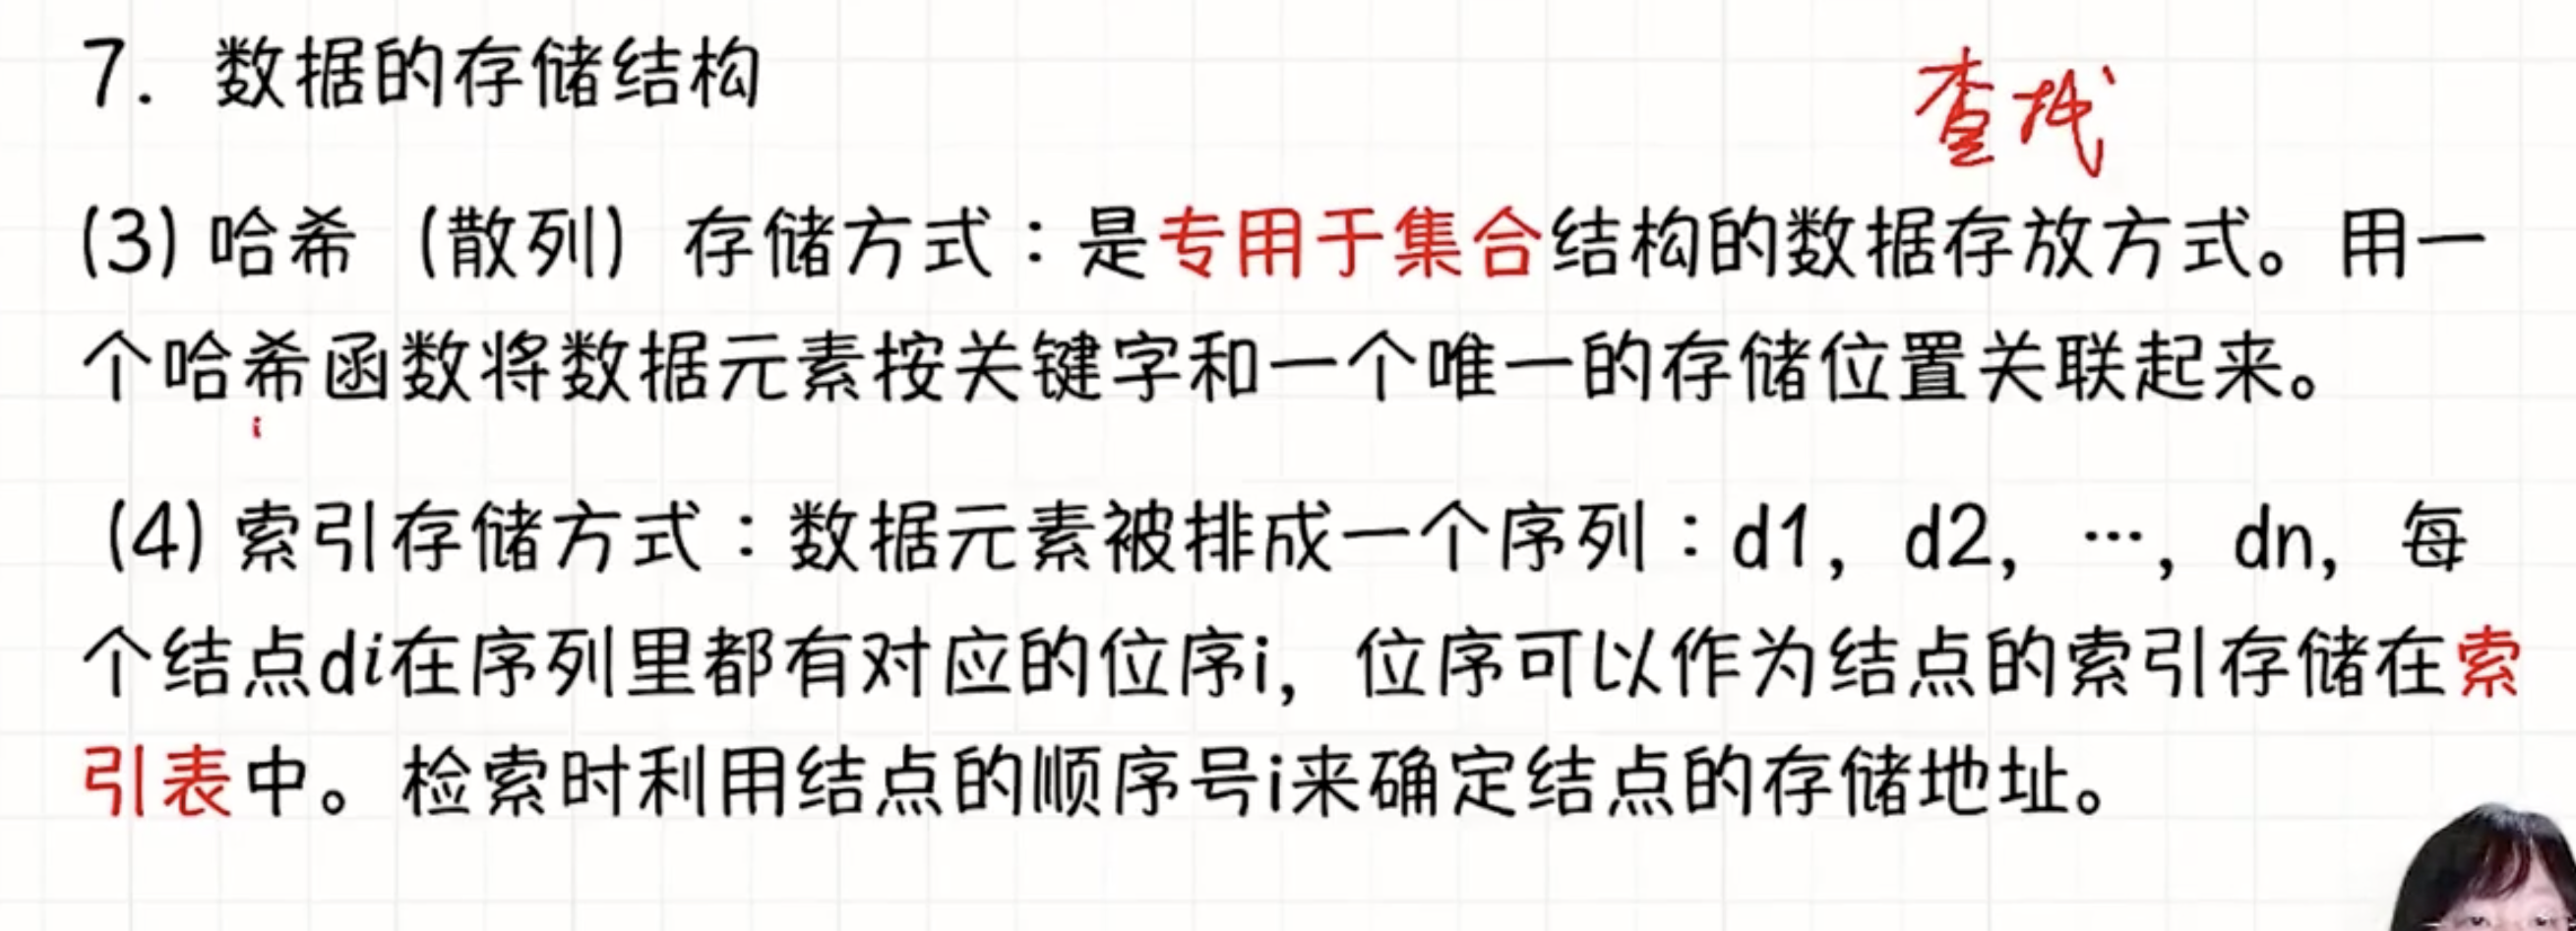 7. 数据的存储结构
查找
(3) 哈希（散列）存储方式：是专用于集合结构的数据存放方式。用一
个哈希函数将数据元素按关键字和一个唯一的存储位置关联起来。
(4) 索引存储方式：数据元素被排成一个序列：d1，d2，…，dn，每
个结点di在序列里都有对应的位序i，位序可以作为结点的索引存储在索
引表中。检索时利用结点的顺序号i来确定结点的存储地址。